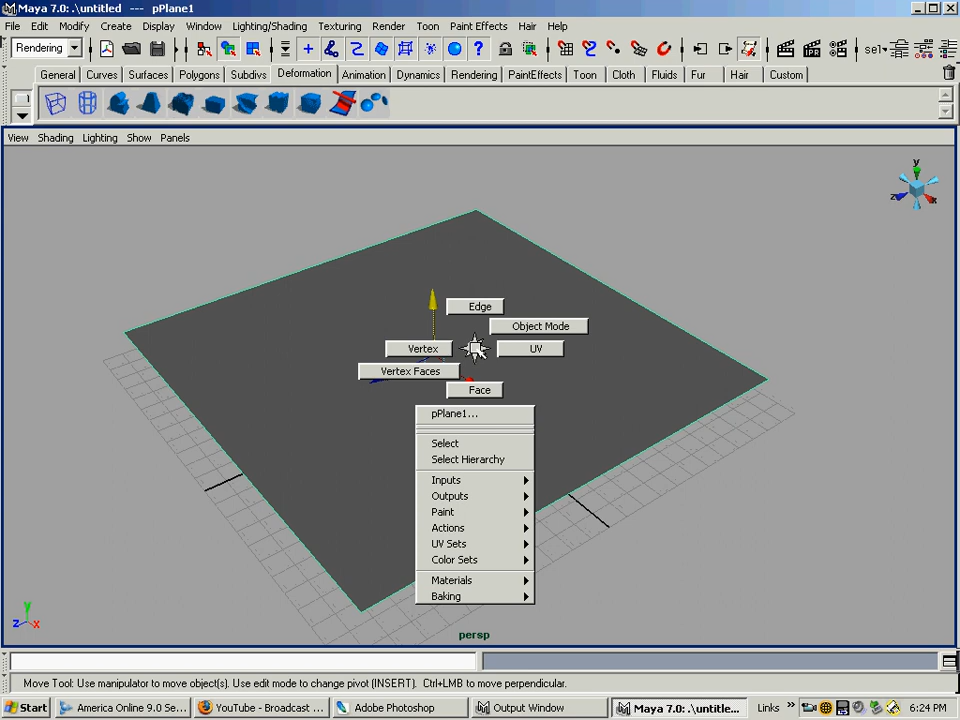 Maya 7.0: .\untitled --- pPlane1
File Edit Modify Create Display Window Lighting/Shading Texturing Render Toon Paint Effects Hair Help
Rendering
sel
General Curves Surfaces Polygons Subdivs Deformation Animation Dynamics Rendering PaintEffects Toon Cloth Fluids Fur Hair Custom
View Shading Lighting Show Panels
y
z x
Edge
Object Mode
Vertex UV
Vertex Faces
Face
pPlane1...
Select
Select Hierarchy
Inputs
Outputs
Paint
Actions
UV Sets
Color Sets
Materials
Baking
y
z x
persp
Move Tool: Use manipulator to move object(s). Use edit mode to change pivot (INSERT). Ctrl+LMB to move perpendicular.
Start America Online 9.0 Se... YouTube - Broadcast ... Adobe Photoshop Output Window Maya 7.0: .\untitle... Links » 6:24 PM